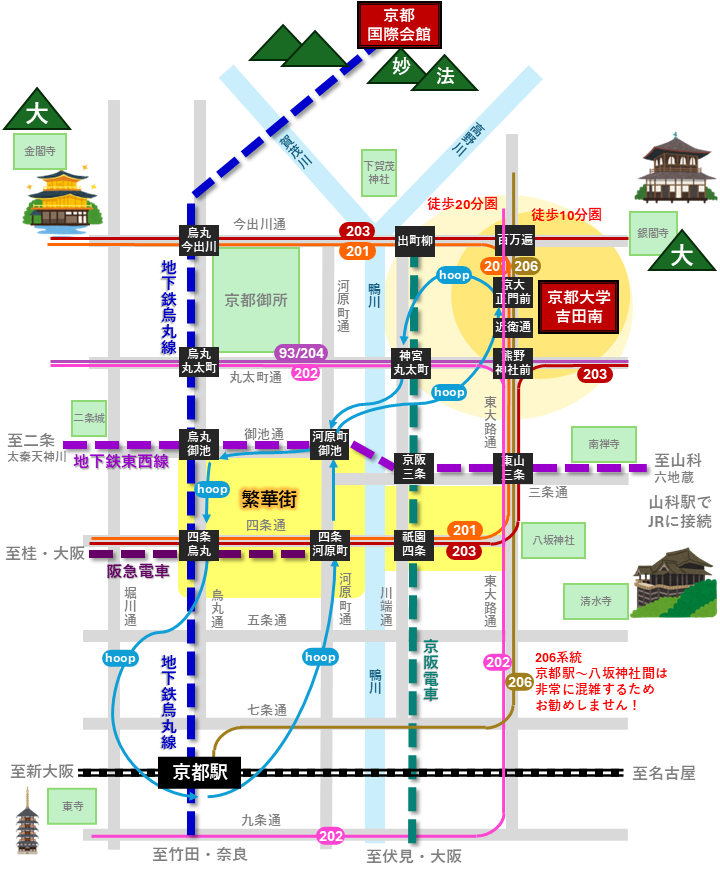 京都
国際会館
妙
法
大
金閣寺
賀茂川
高野川
下賀茂
神社
徒歩20分圏
徒歩10分圏
銀閣寺
大
烏丸
今出川
今出川通
203
201
出町柳
百万遍
201
206
地下鉄烏丸線
京都御所
河原町通
鴨川
hoop
京大
正門前
京都大学
吉田南
近衛通
烏丸
丸太町
93/204
202
丸太町通
神宮
丸太町
熊野
神社前
203
hoop
二条城
東大路通
南禅寺
至二条
太秦天神川
地下鉄東西線
烏丸
御池
御池通
河原町
御池
京阪
三条
東山
三条
至山科
六地蔵
三条通
山科駅で
JRに接続
hoop
繁華街
四条通
201
203
至桂・大阪
阪急電車
四条
烏丸
四条
河原町
祇園
四条
八坂神社
堀川通
烏丸通
河原町通
川端通
東大路通
清水寺
五条通
hoop
hoop
地下鉄烏丸線
鴨川
京阪電車
202
206
206系統
京都駅～八坂神社間は
非常に混雑するため
お勧めしません！
七条通
至新大阪
京都駅
至名古屋
東寺
九条通
202
至竹田・奈良
至伏見・大阪